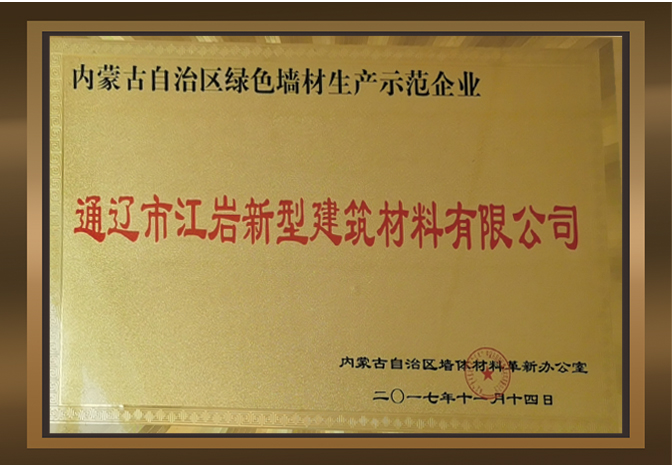 内蒙古自治区绿色墙材生产示范企业
通辽市江岩新型建筑材料有限公司
内蒙古自治区墙体材料革新办公室
二〇一七年十一月十四日